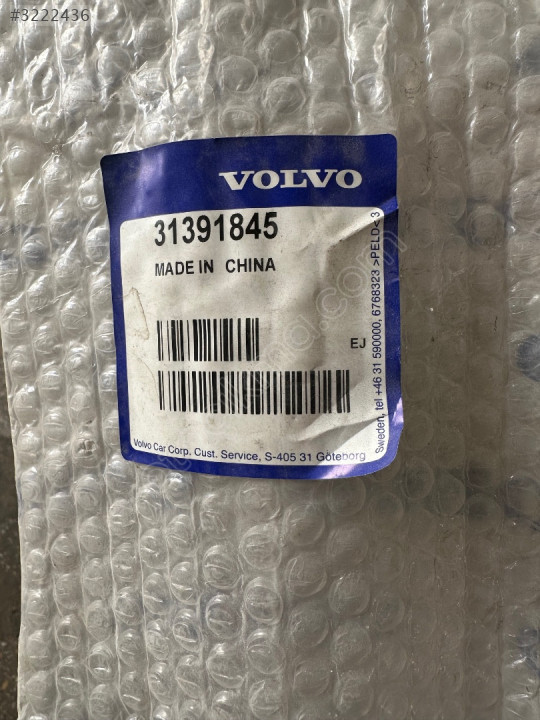 #3222436
VOLVO
31391845
MADE IN CHINA
EJ
Volvo Car Corp. Cust. Service, S-405 31 Göteborg
Sweden, tel +46 31 590000, 6768323 >PELD< 3